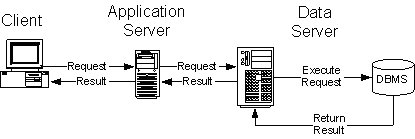 Client
Application
Server
Data
Server
Request
Result
Request
Result
Execute
Request
DBMS
Return
Result